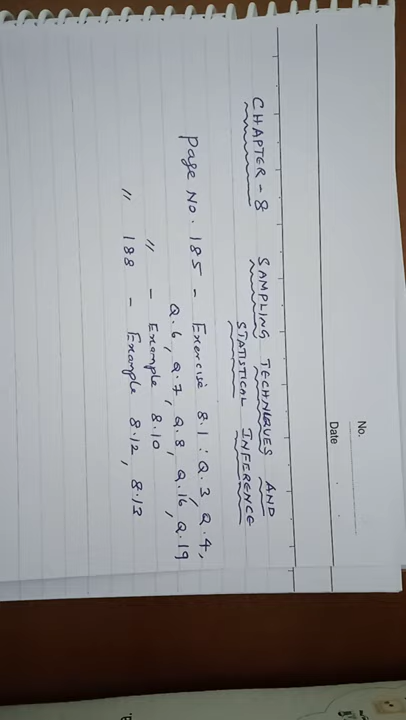 No.
Date
CHAPTER - 8 SAMPLING TECHNIQUES AND
STATISTICAL INFERENCE
Page No. 185 - Exercise 8.1 : Q.3, Q.4,
Q.6, Q.7, Q.8, Q.16, Q.19
" - Example 8.10
" 188 - Example 8.12, 8.13